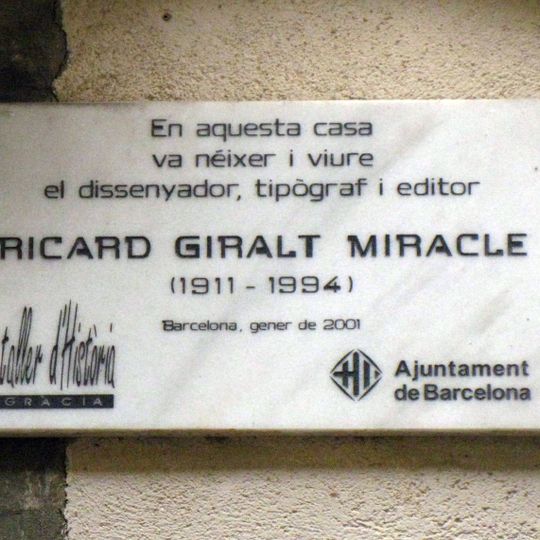 En aquesta casa
va néixer i viure
el dissenyador, tipògraf i editor
RICARD GIRALT MIRACLE
(1911 - 1994)
Barcelona, gener de 2001
taller d'Història
GRÀCIA
Ajuntament
de Barcelona